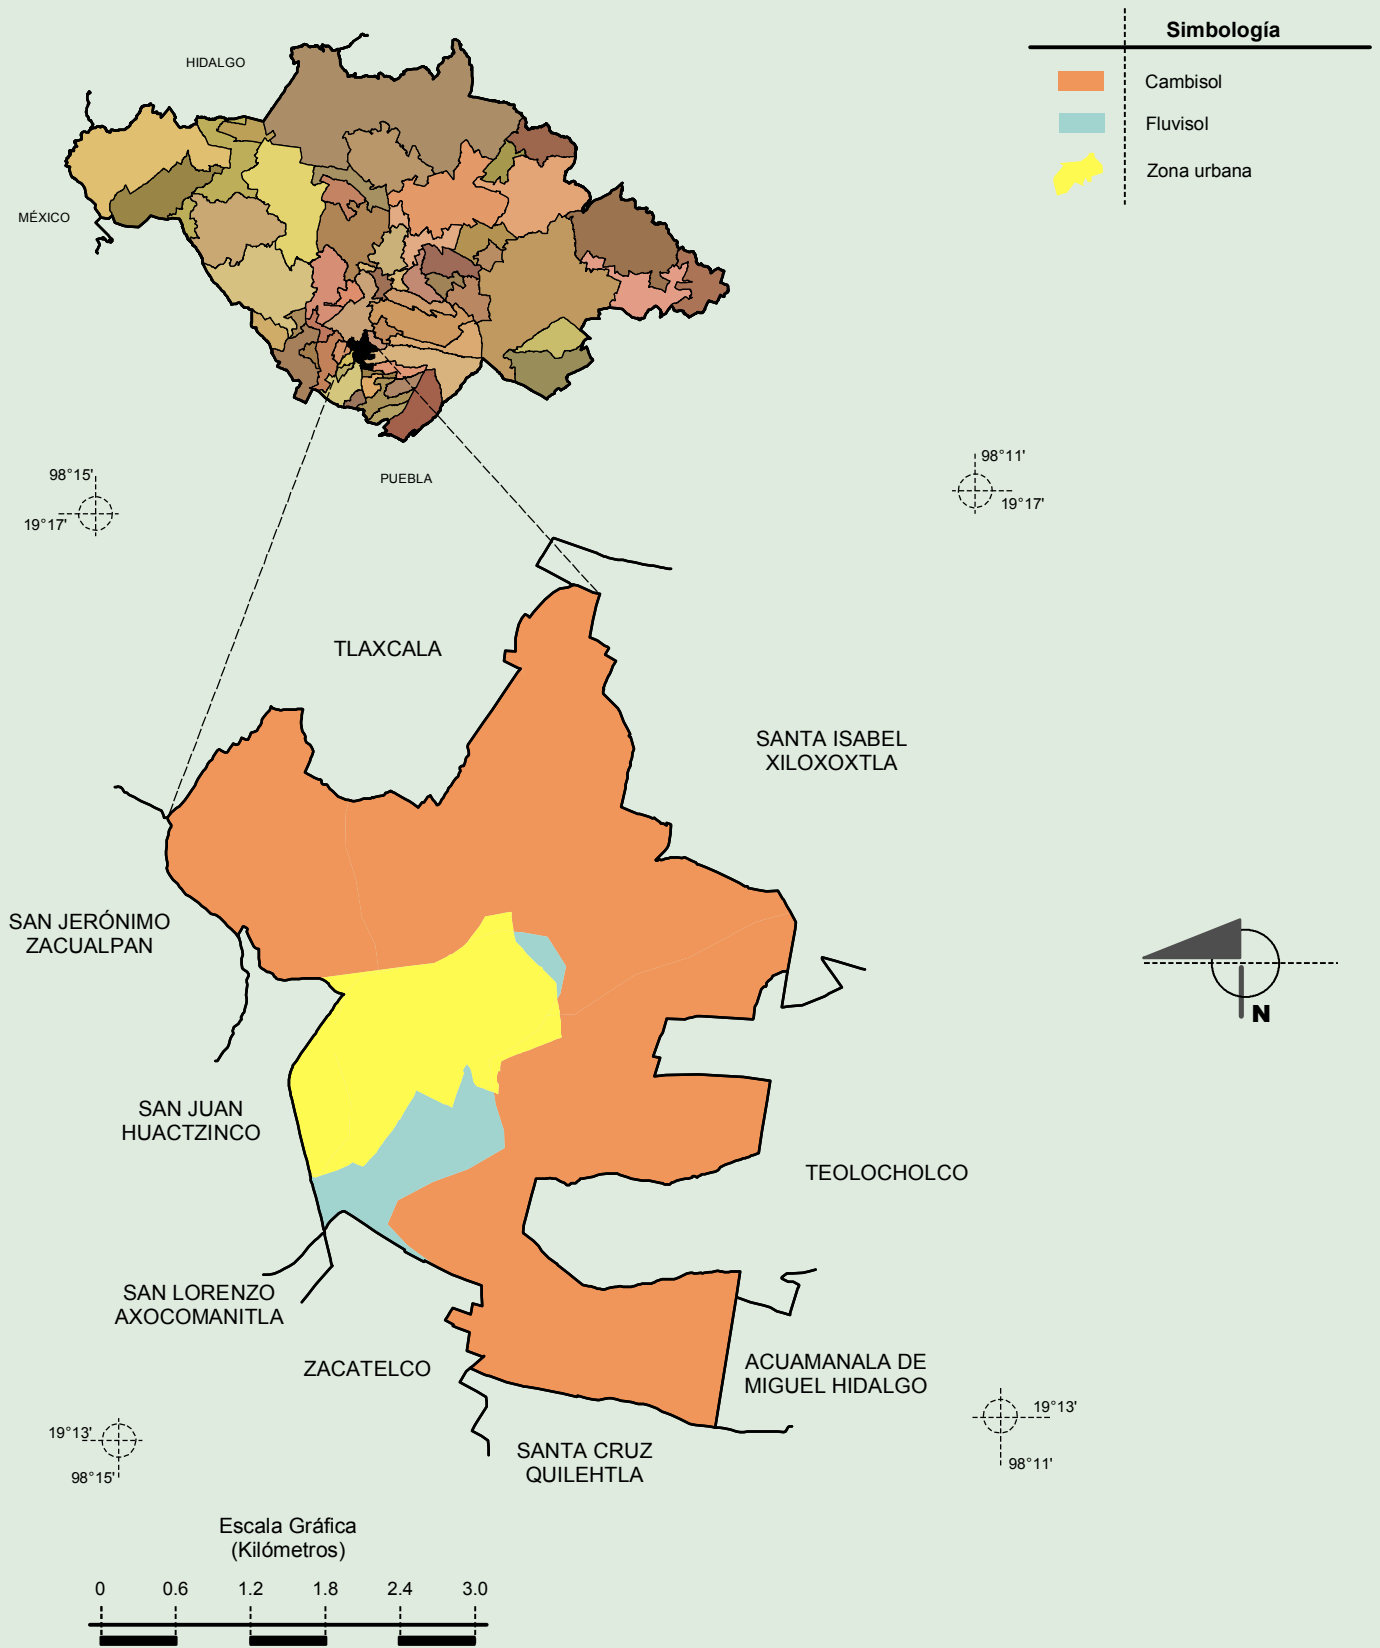 Simbología
Cambisol
Fluvisol
Zona urbana
HIDALGO
MÉXICO
PUEBLA
98°15'
19°17'
98°11'
19°17'
TLAXCALA
SANTA ISABEL
XILOXOXTLA
SAN JERÓNIMO
ZACUALPAN
N
SAN JUAN
HUACTZINCO
TEOLOCHOLCO
SAN LORENZO
AXOCOMANITLA
ZACATELCO
ACUAMANALA DE
MIGUEL HIDALGO
19°13'
98°15'
19°13'
98°11'
SANTA CRUZ
QUILEHTLA
Escala Gráfica
(Kilómetros)
0 0.6 1.2 1.8 2.4 3.0